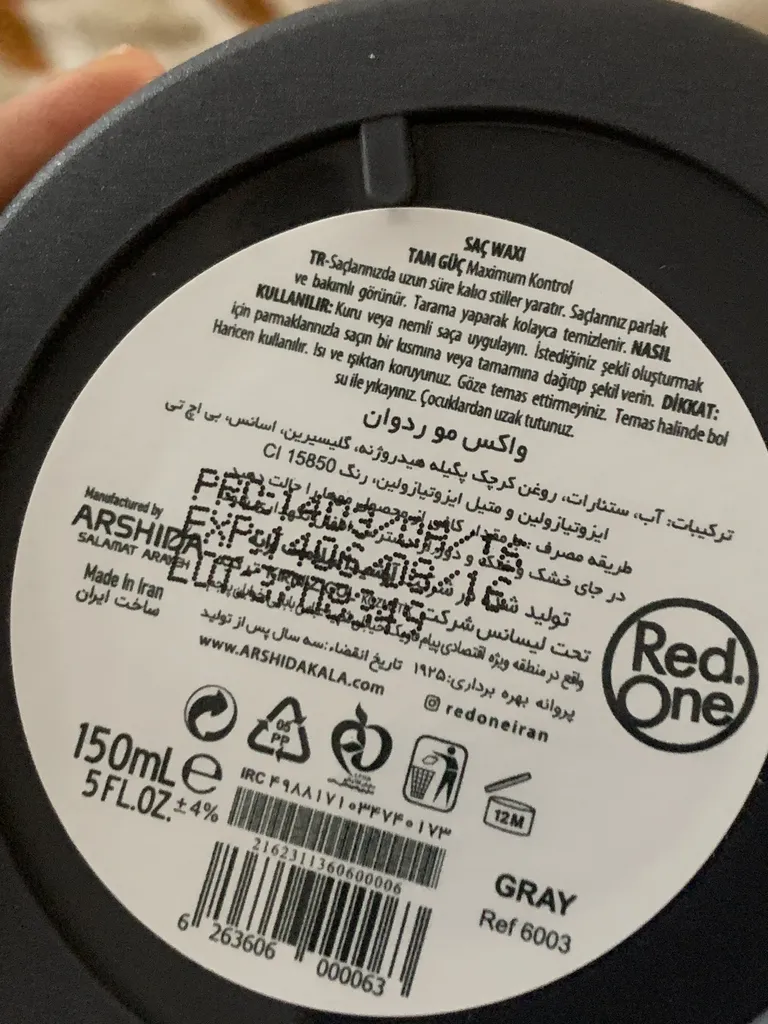 SAÇ WAXI
TAM GÜÇ Maximum Kontrol
TR-Saçlarınızda uzun süre kalıcı stiller yaratır. Saçlarınız parlak
ve bakımlı görünür. Tarama yaparak kolayca temizlenir. NASIL
KULLANILIR: Kuru veya nemli saça uygulayın. İstediğiniz şekli oluşturmak
için parmaklarınızla saçın bir kısmına veya tamamına dağıtıp şekil verin. DİKKAT:
Haricen kullanılır. Isı ve ışıktan koruyunuz. Göze temas ettirmeyiniz. Temas halinde bol
su ile yıkayınız. Çocuklardan uzak tutunuz.
واکس مو ردوان
ترکیبات: آب، ستئارات، روغن کرچک پگیله هیدروژنه، گلیسیرین، اسانس، بی اچ تی
ایزوتیازولین و متیل ایزوتیازولین، رنگ CI 15850
طریقه مصرف :
در جای خشک و
تولید
تحت لیسانس شرکت
واقع در منطقه ویژه اقتصادی پیام
پروانه بهره برداری: ۱۹۲۵ تاریخ انقضاء: سه سال پس از تولید
Manufactured by
ARSHIDA
SALAMAT ARAYEH
Made in Iran
ساخت ایران
www.ARSHIDAKALA.com
redoneiran
Red.
One
05
PP
12M
150mL e
5 FL.OZ. ± 4%
IRC ۴۹۸۸۱۷۱۰۳۴۷۴۰۱۷۳
2162311360600006
6 263606 000063
GRAY
Ref 6003